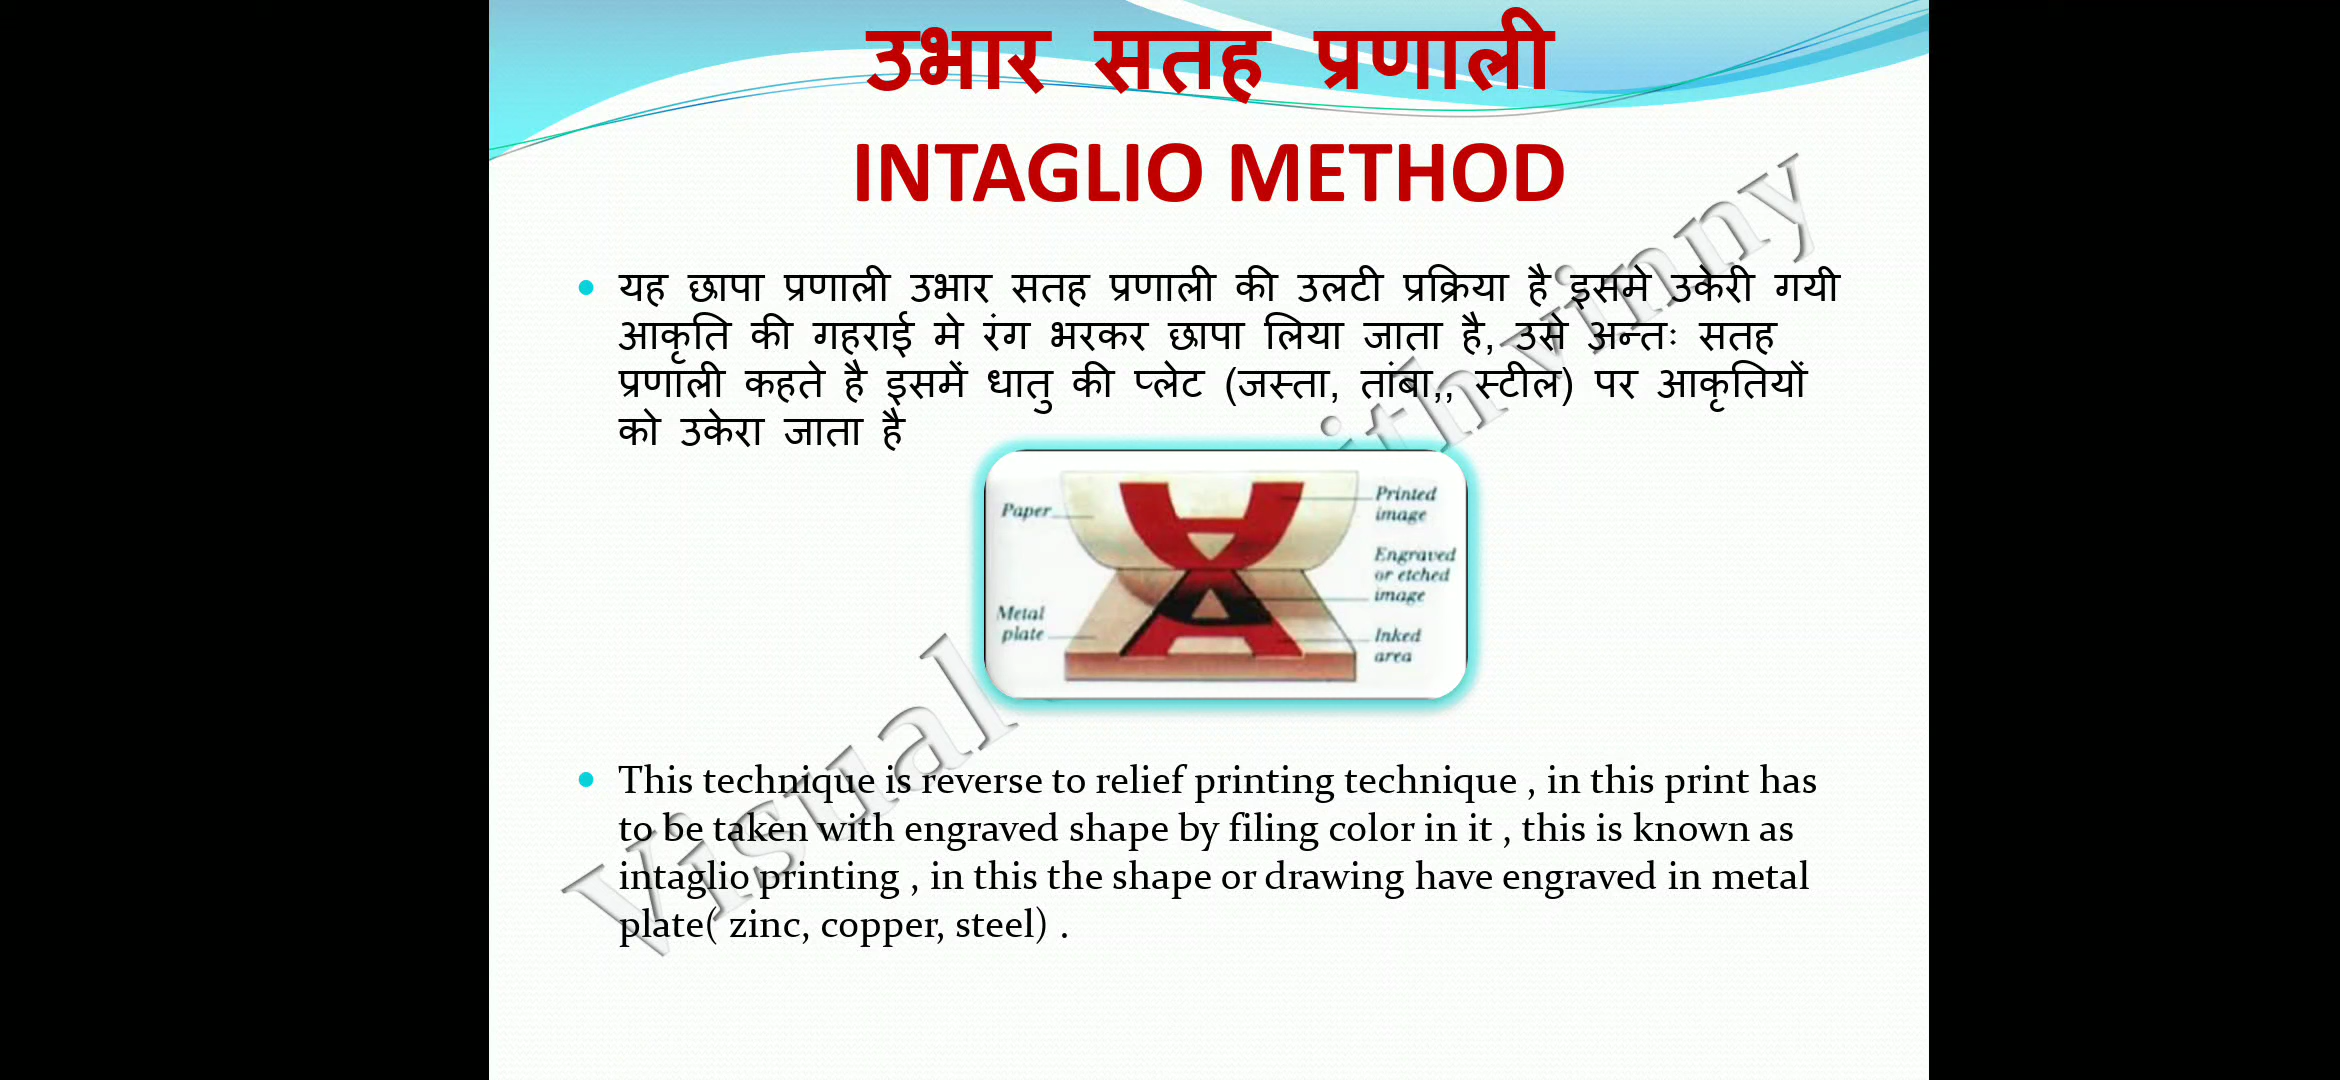 उभार सतह प्रणाली
INTAGLIO METHOD
• यह छापा प्रणाली उभार सतह प्रणाली की उलटी प्रक्रिया है इसमे उकेरी गयी
आकृति की गहराई मे रंग भरकर छापा लिया जाता है, उसे अन्तः सतह
प्रणाली कहते है इसमें धातु की प्लेट (जस्ता, तांबा,, स्टील) पर आकृतियों
को उकेरा जाता है
Paper
Printed
image
Engraved
or etched
image
Metal
plate
Inked
area
• This technique is reverse to relief printing technique , in this print has
to be taken with engraved shape by filing color in it , this is known as
intaglio printing , in this the shape or drawing have engraved in metal
plate( zinc, copper, steel) .
Visual ith vinny